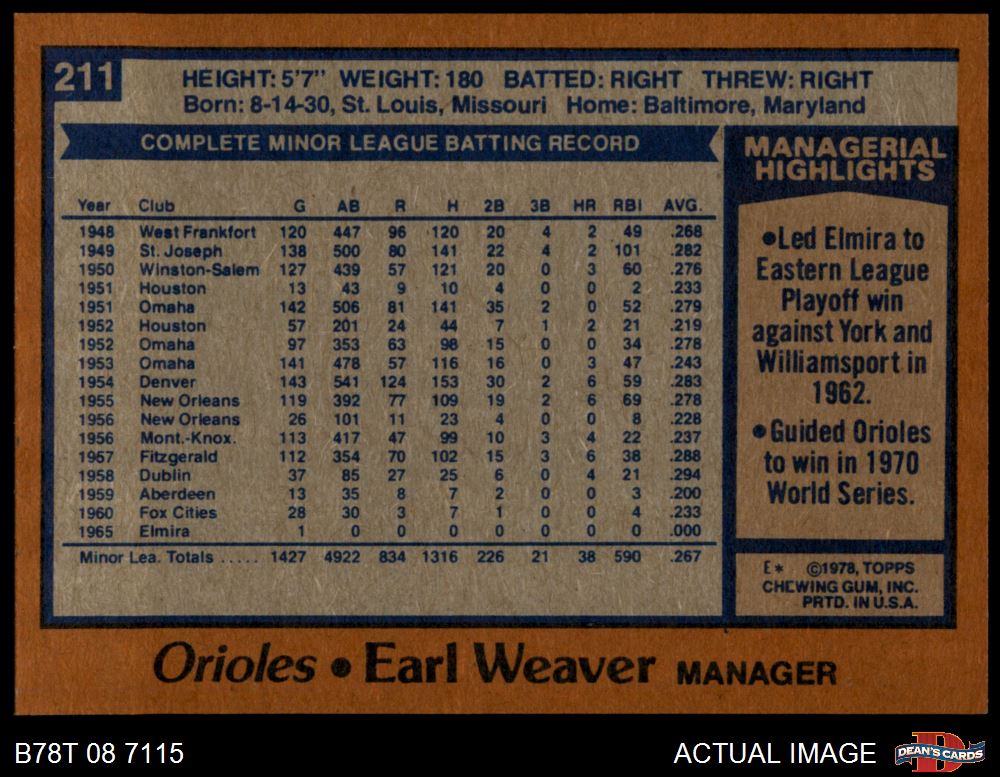 211
HEIGHT: 5'7" WEIGHT: 180 BATTED: RIGHT THREW: RIGHT
Born: 8-14-30, St. Louis, Missouri Home: Baltimore, Maryland
COMPLETE MINOR LEAGUE BATTING RECORD
Year Club G AB R H 2B 3B HR RBI AVG.
1948 West Frankfort 120 447 96 120 20 4 2 49 .268
1949 St. Joseph 138 500 80 141 22 4 2 101 .282
1950 Winston-Salem 127 439 57 121 20 0 3 60 .276
1951 Houston 13 43 9 10 4 0 0 2 .233
1951 Omaha 142 506 81 141 35 2 0 52 .279
1952 Houston 57 201 24 44 7 1 2 21 .219
1952 Omaha 97 353 63 98 15 0 0 34 .278
1953 Omaha 141 478 57 116 16 0 3 47 .243
1954 Denver 143 541 124 153 30 2 6 59 .283
1955 New Orleans 119 392 77 109 19 2 6 69 .278
1956 New Orleans 26 101 11 23 4 0 0 8 .228
1956 Mont.-Knox. 113 417 47 99 10 3 4 22 .237
1957 Fitzgerald 112 354 70 102 15 3 6 38 .288
1958 Dublin 37 85 27 25 6 0 4 21 .294
1959 Aberdeen 13 35 8 7 2 0 0 3 .200
1960 Fox Cities 28 30 3 7 1 0 0 4 .233
1965 Elmira 1 0 0 0 0 0 0 0 .000
Minor Lea. Totals ..... 1427 4922 834 1316 226 21 38 590 .267
MANAGERIAL
HIGHLIGHTS
•Led Elmira to
Eastern League
Playoff win
against York and
Williamsport in
1962.
•Guided Orioles
to win in 1970
World Series.
E* ©1978, TOPPS
CHEWING GUM, INC.
PRTD. IN U.S.A.
Orioles • Earl Weaver MANAGER
B78T 08 7115
ACTUAL IMAGE
D
DEAN'S CARDS